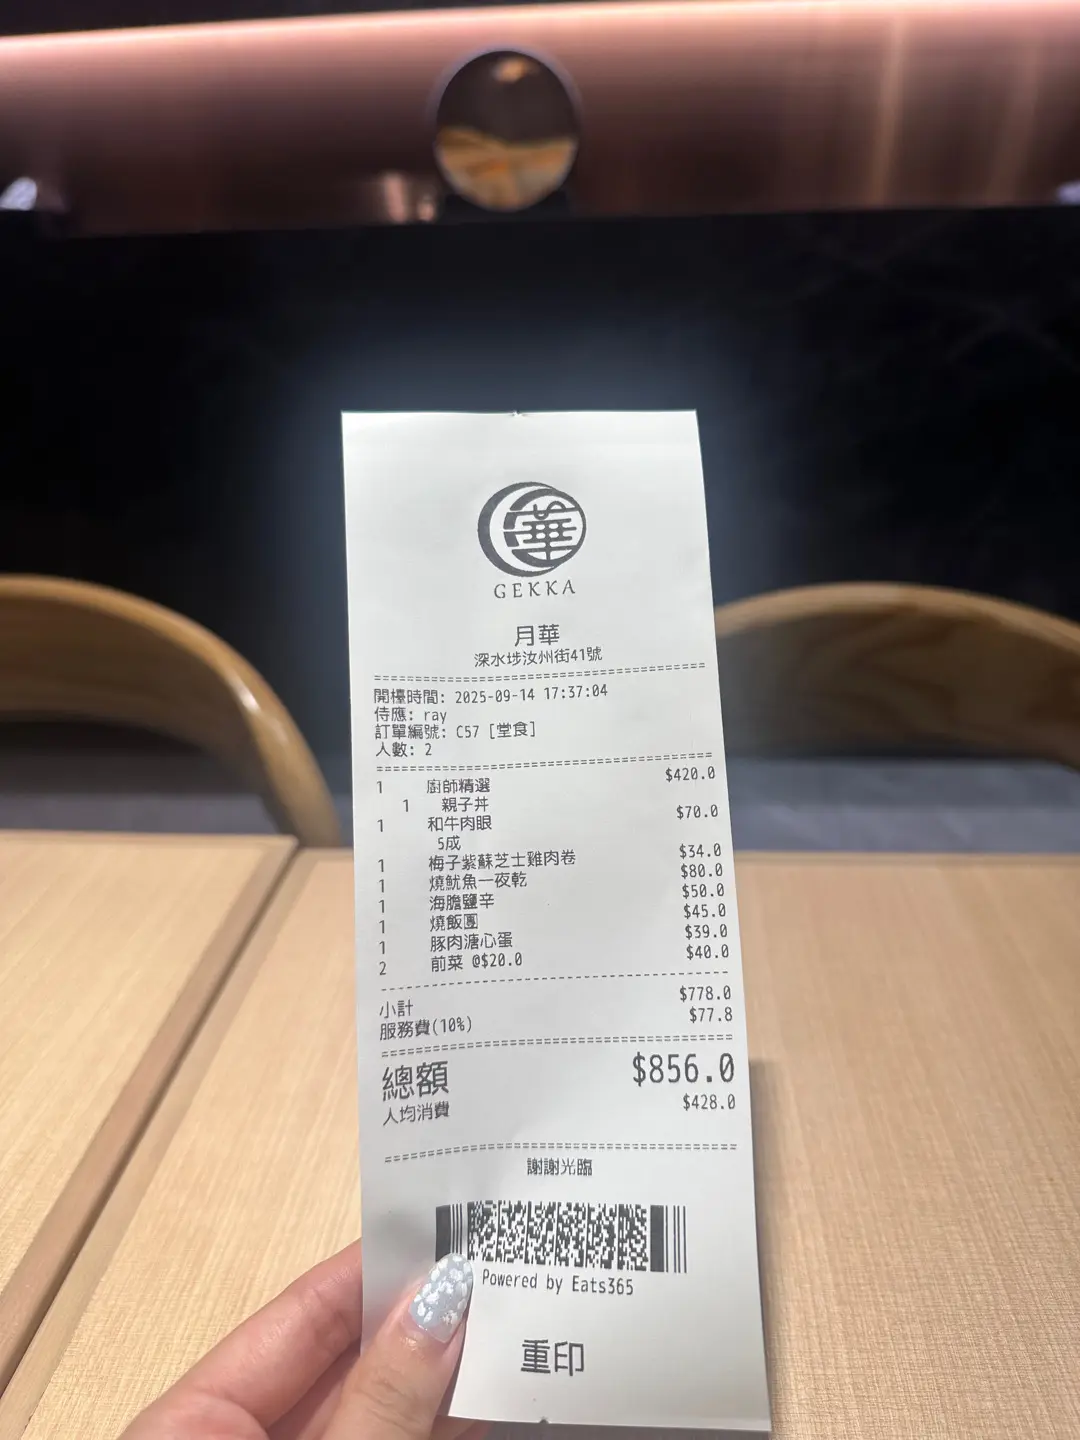 華
GEKKA
月華
深水埗汝州街41號
開檯時間: 2025-09-14 17:37:04
侍應: ray
訂單編號: C57 [堂食]
人數: 2
1 廚師精選 $420.0
1 親子丼
1 和牛肉眼 $70.0
5成
1 梅子紫蘇芝士雞肉卷 $34.0
1 燒魷魚一夜乾 $80.0
1 海膽鹽辛 $50.0
1 燒飯團 $45.0
1 豚肉溏心蛋 $39.0
2 前菜 @$20.0 $40.0
小計 $778.0
服務費(10%) $77.8
總額 $856.0
人均消費 $428.0
謝謝光臨
Powered by Eats365
重印